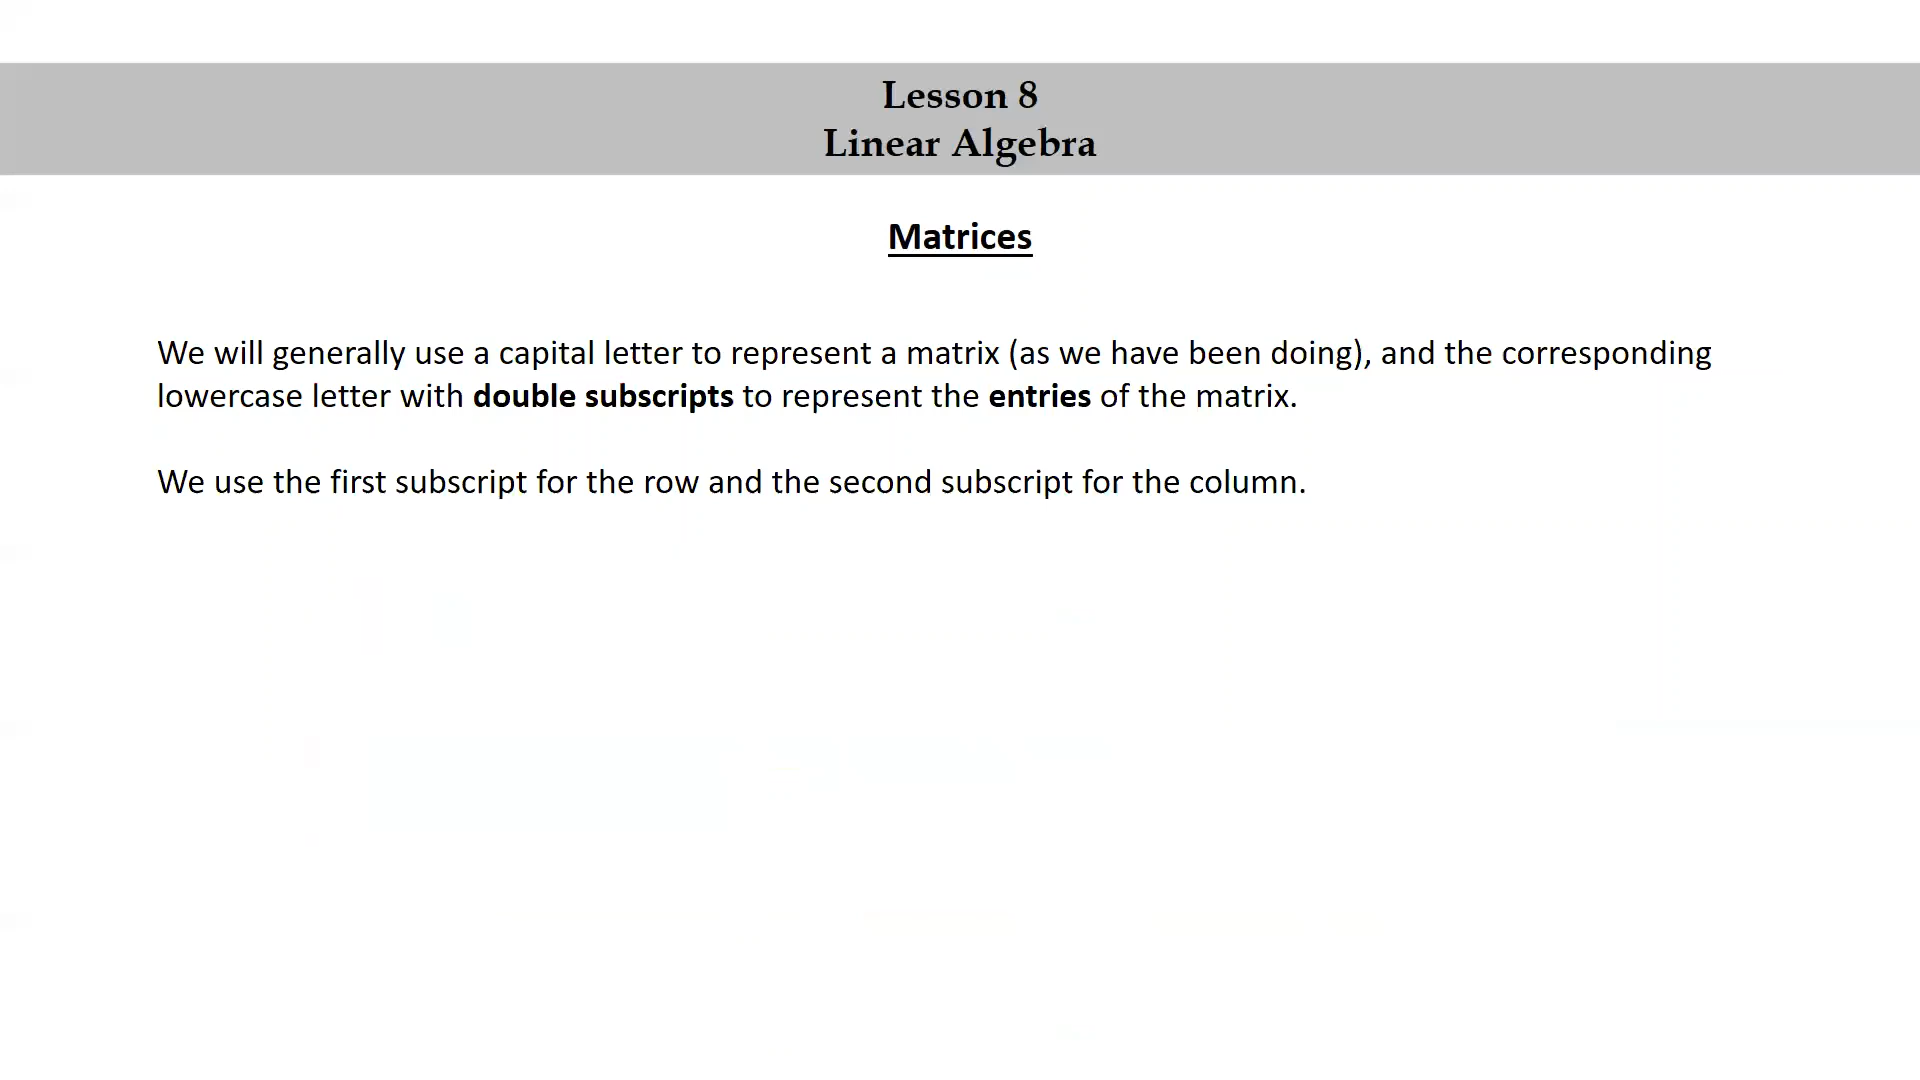 Lesson 8
Linear Algebra
Matrices
We will generally use a capital letter to represent a matrix (as we have been doing), and the corresponding
lowercase letter with double subscripts to represent the entries of the matrix.
We use the first subscript for the row and the second subscript for the column.